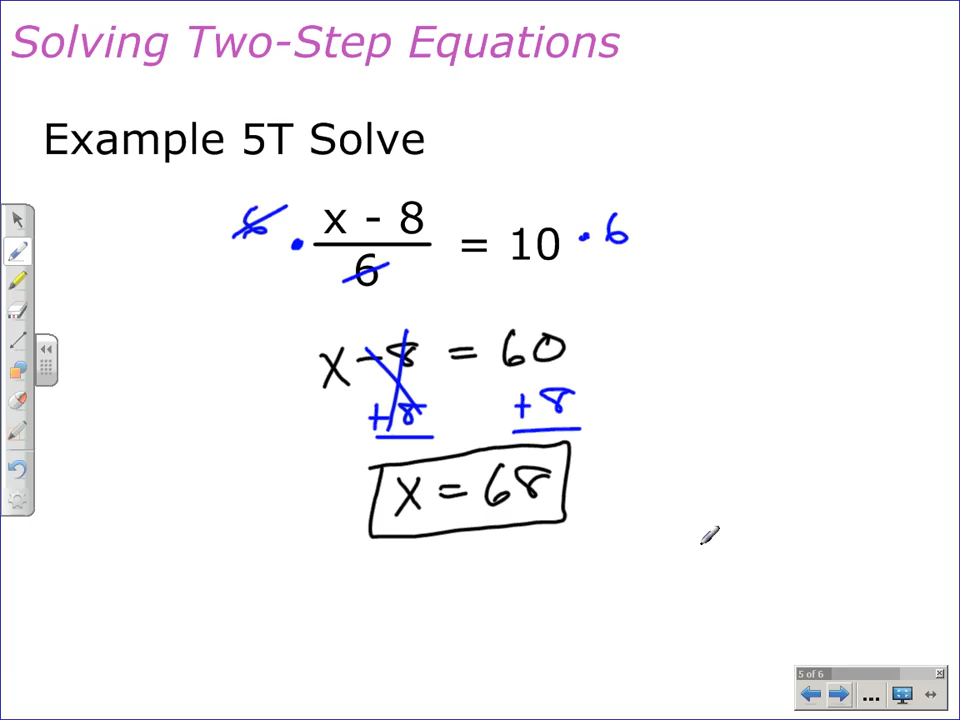 Solving Two-Step Equations
Example 5T Solve
6 · x - 8 = 10 · 6
6
x - 8 = 60
+8 +8
x = 68
5 of 6
...